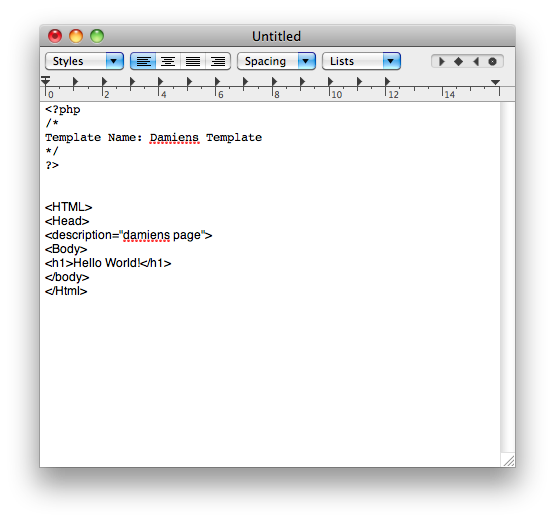 Untitled
Styles Spacing Lists
0 2 4 6 8 10 12 14
<?php
/*
Template Name: Damiens Template
*/
?>
<HTML>
<Head>
<description="damiens page">
<Body>
<h1>Hello World!</h1>
</body>
</Html>